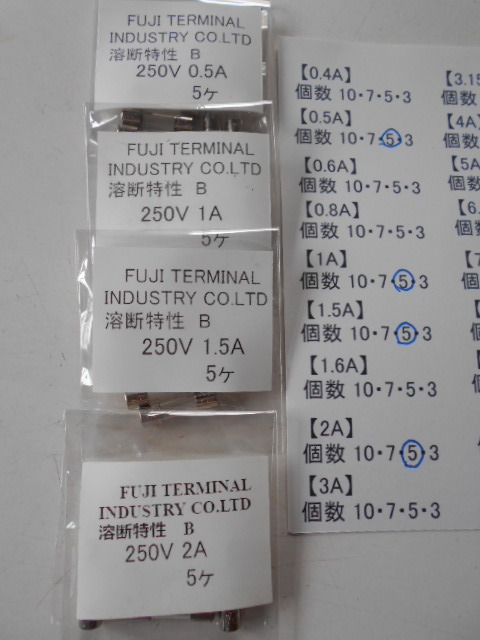 FUJI TERMINAL
INDUSTRY CO.LTD
溶断特性 B
250V 0.5A
5ヶ
FUJI TERMINAL
INDUSTRY CO.LTD
溶断特性 B
250V 1A
5ヶ
FUJI TERMINAL
INDUSTRY CO.LTD
溶断特性 B
250V 1.5A
5ヶ
FUJI TERMINAL
INDUSTRY CO.LTD
溶断特性 B
250V 2A
5ヶ
【0.4A】
個数 10・7・5・3
【0.5A】
個数 10・7・5・3
【0.6A】
個数 10・7・5・3
【0.8A】
個数 10・7・5・3
【1A】
個数 10・7・5・3
【1.5A】
個数 10・7・5・3
【1.6A】
個数 10・7・5・3
【2A】
個数 10・7・5・3
【3A】
個数 10・7・5・3
【3.15
個数
【4A】
個数
【5A
個数
【6.
個